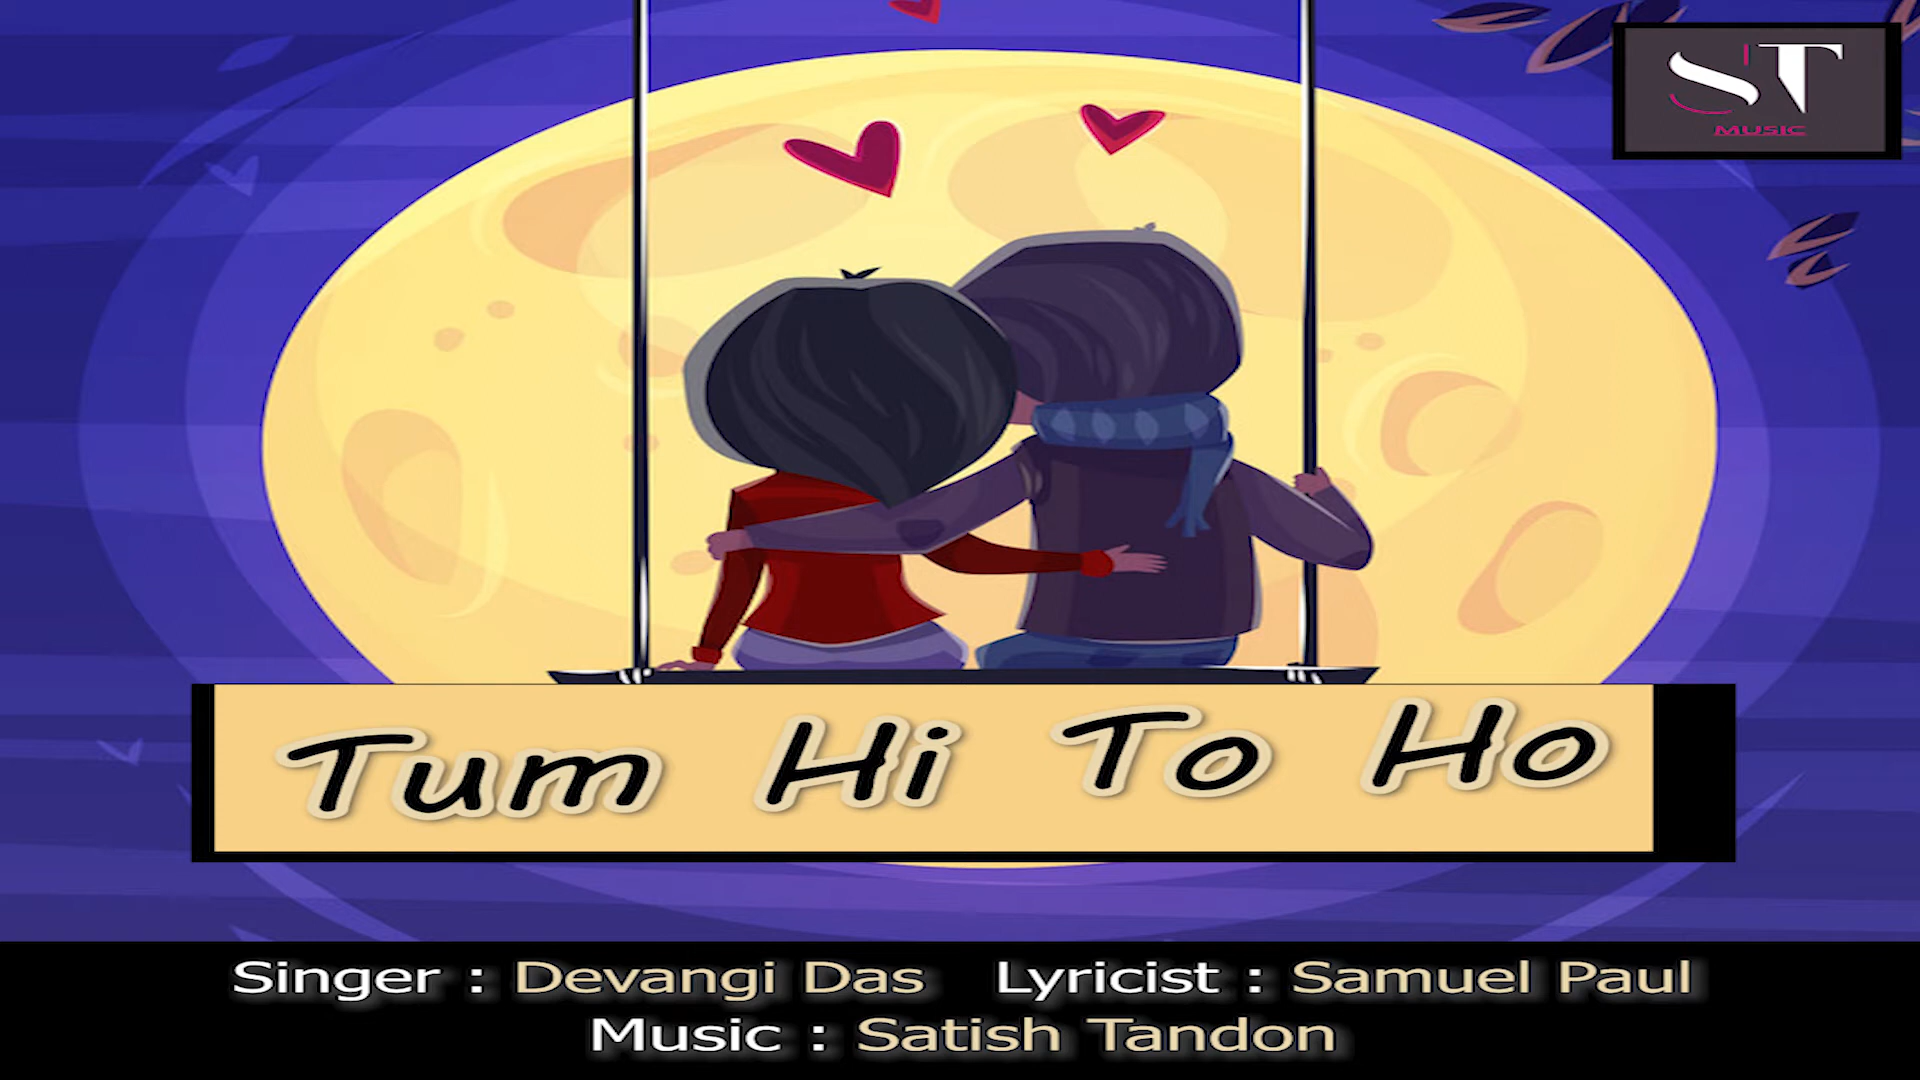 ST
MUSIC
Tum Hi To Ho
Singer : Devangi Das Lyricist : Samuel Paul
Music : Satish Tandon